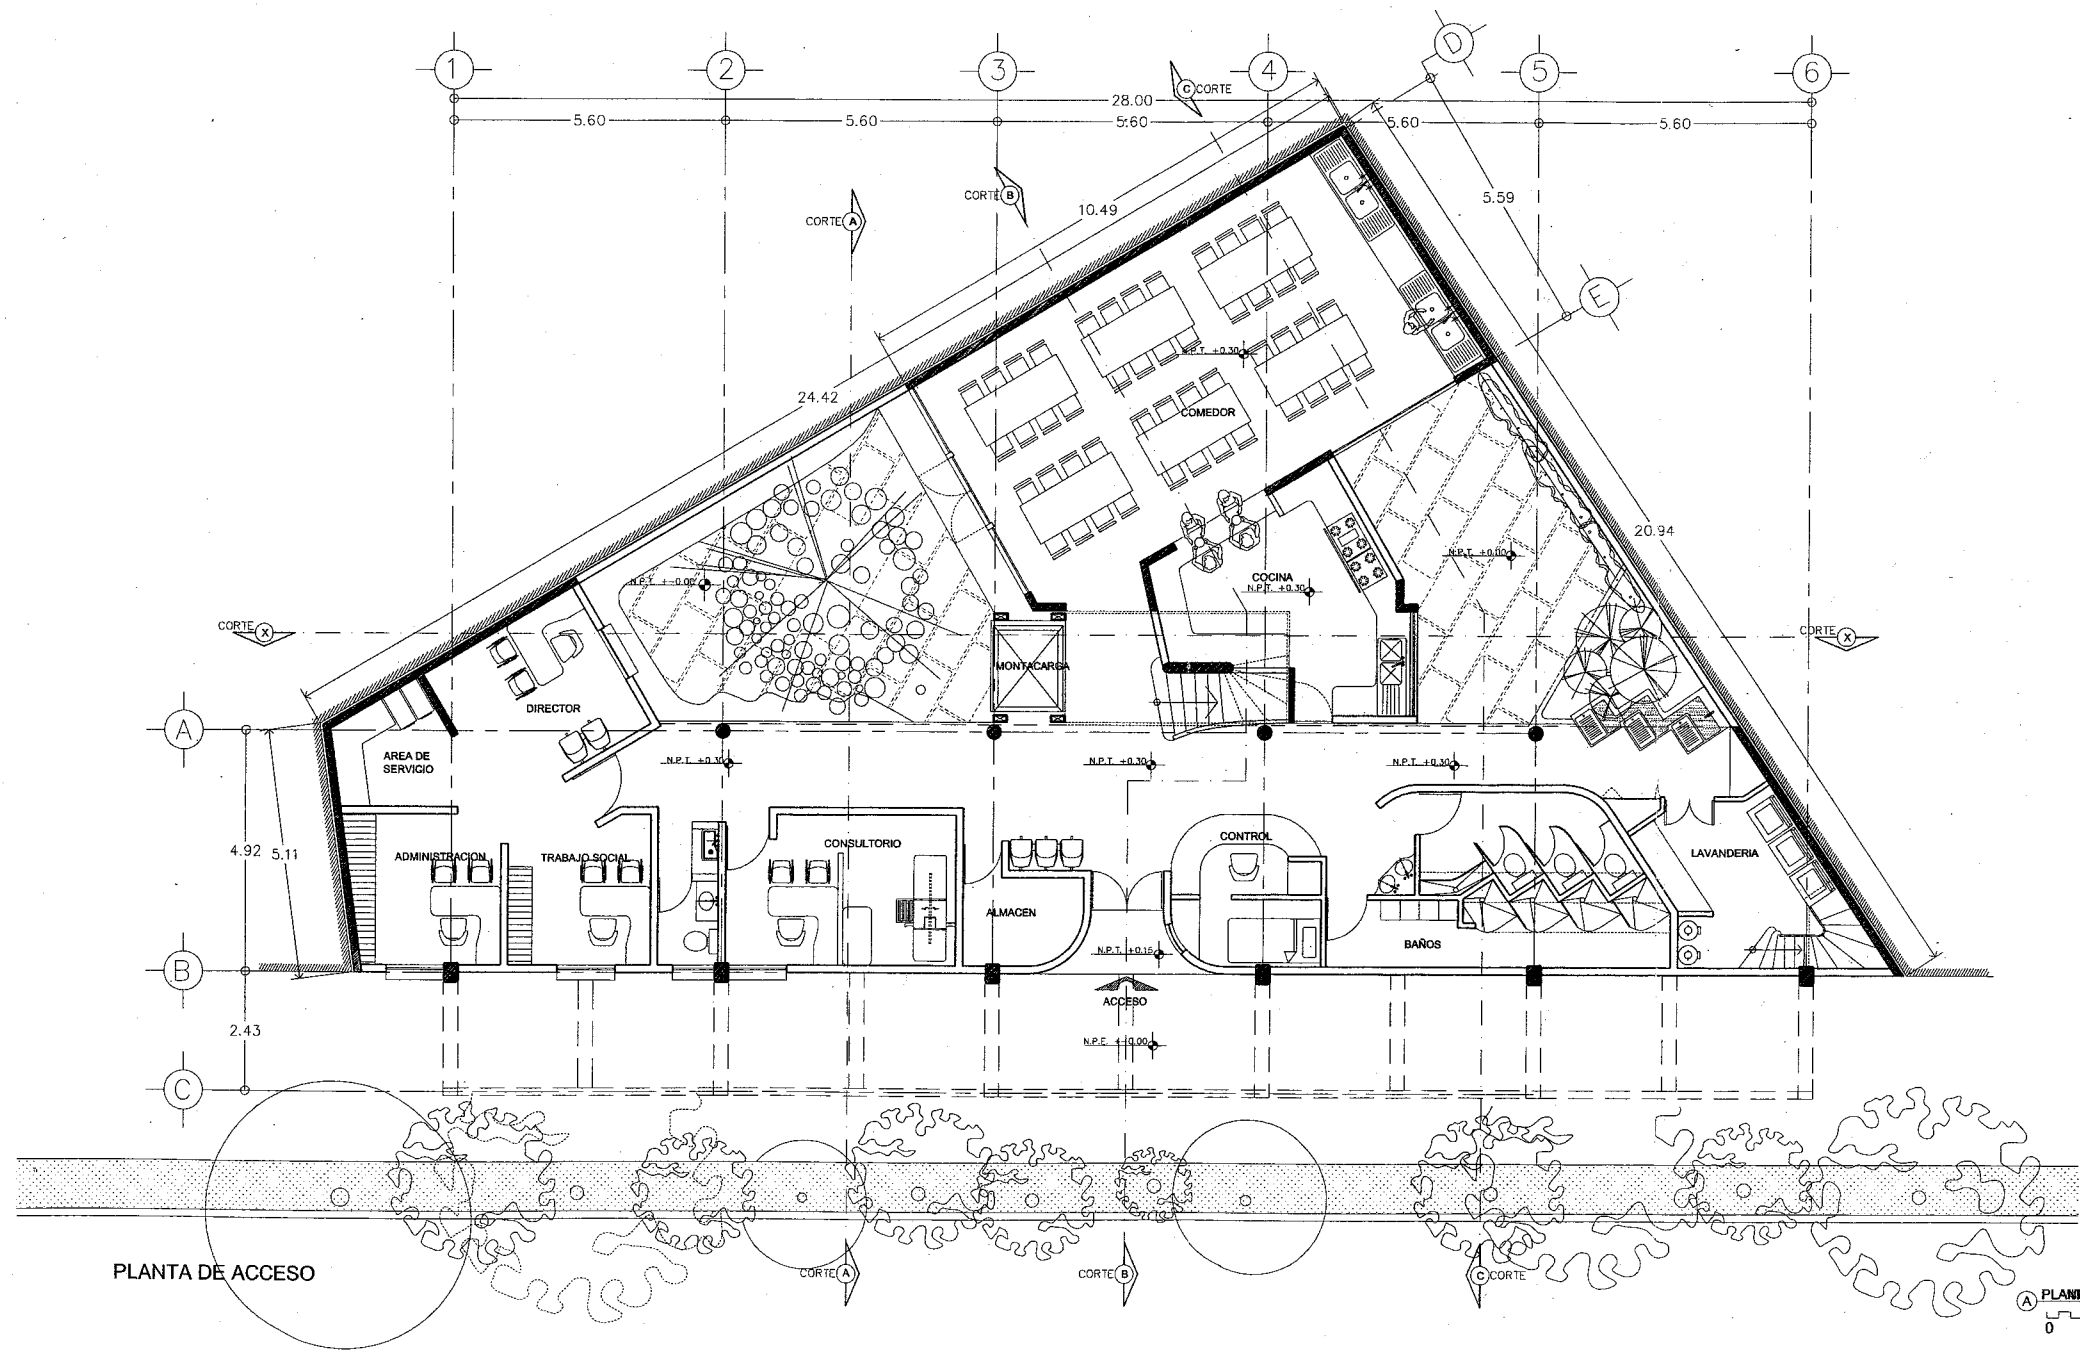 1
2
3
4
5
6
D
E
C CORTE
28.00
5.60
5.60
5.60
5.60
5.60
CORTE B
CORTE A
10.49
5.59
24.42
N.P.T. +0.30
COMEDOR
20.94
N.P.T. +0.00
COCINA
N.P.T. +0.30
N.P.T. +-0.00
CORTE X
CORTE X
MONTACARGA
DIRECTOR
A
AREA DE
SERVICIO
N.P.T. +0.30
N.P.T. +0.30
N.P.T. +0.30
4.92
5.11
ADMINISTRACION
TRABAJO SOCIAL
CONSULTORIO
CONTROL
LAVANDERIA
ALMACEN
BAÑOS
N.P.T. +0.15
B
ACCESO
2.43
N.P.E. +-0.00
C
PLANTA DE ACCESO
CORTE A
CORTE B
C CORTE
A
0